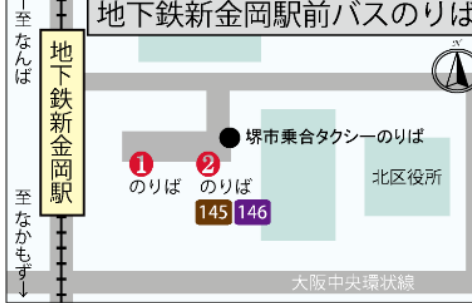 地下鉄新金岡駅前バスのりば
至なんば
地下鉄新金岡駅
N
堺市乗合タクシーのりば
1
のりば
2
のりば
145 146
北区役所
至なかもず→
大阪中央環状線